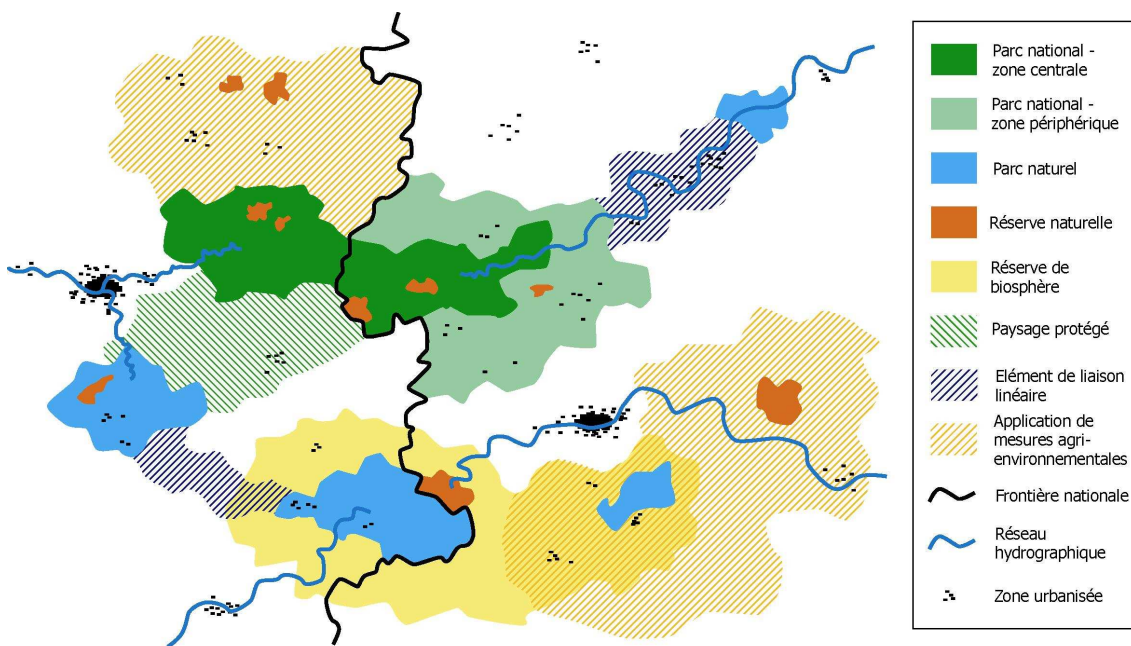 Parc national -
zone centrale
Parc national -
zone périphérique
Parc naturel
Réserve naturelle
Réserve de
biosphère
Paysage protégé
Elément de liaison
linéaire
Application de
mesures agri-
environnementales
Frontière nationale
Réseau
hydrographique
Zone urbanisée